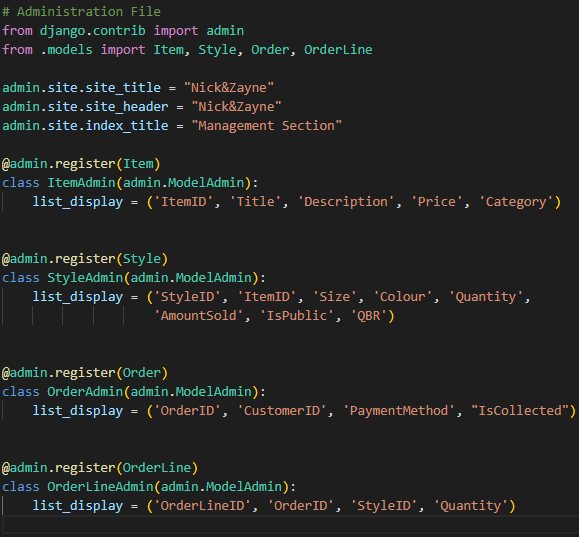 # Administration File
from django.contrib import admin
from .models import Item, Style, Order, OrderLine
admin.site.site_title = "Nick&Zayne"
admin.site.site_header = "Nick&Zayne"
admin.site.index_title = "Management Section"
@admin.register(Item)
class ItemAdmin(admin.ModelAdmin):
    list_display = ('ItemID', 'Title', 'Description', 'Price', 'Category')
@admin.register(Style)
class StyleAdmin(admin.ModelAdmin):
    list_display = ('StyleID', 'ItemID', 'Size', 'Colour', 'Quantity',
                    'AmountSold', 'IsPublic', 'QBR')
@admin.register(Order)
class OrderAdmin(admin.ModelAdmin):
    list_display = ('OrderID', 'CustomerID', 'PaymentMethod', "IsCollected")
@admin.register(OrderLine)
class OrderLineAdmin(admin.ModelAdmin):
    list_display = ('OrderLineID', 'OrderID', 'StyleID', 'Quantity')